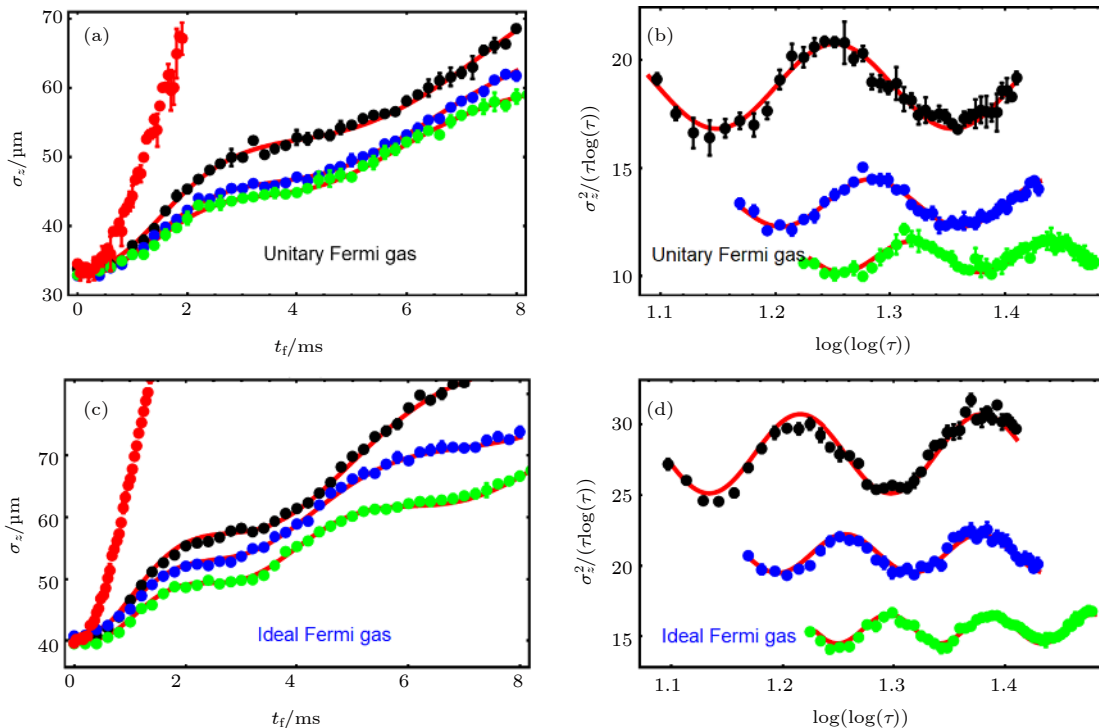 70
60
50
40
30
σz/μm
(a)
Unitary Fermi gas
0 2 4 6 8
tf/ms
20
15
10
σz²/(τlog(τ))
(b)
Unitary Fermi gas
1.1 1.2 1.3 1.4
log(log(τ))
70
60
50
40
σz/μm
(c)
Ideal Fermi gas
0 2 4 6 8
tf/ms
30
25
20
15
σz²/(τlog(τ))
(d)
Ideal Fermi gas
1.1 1.2 1.3 1.4
log(log(τ))